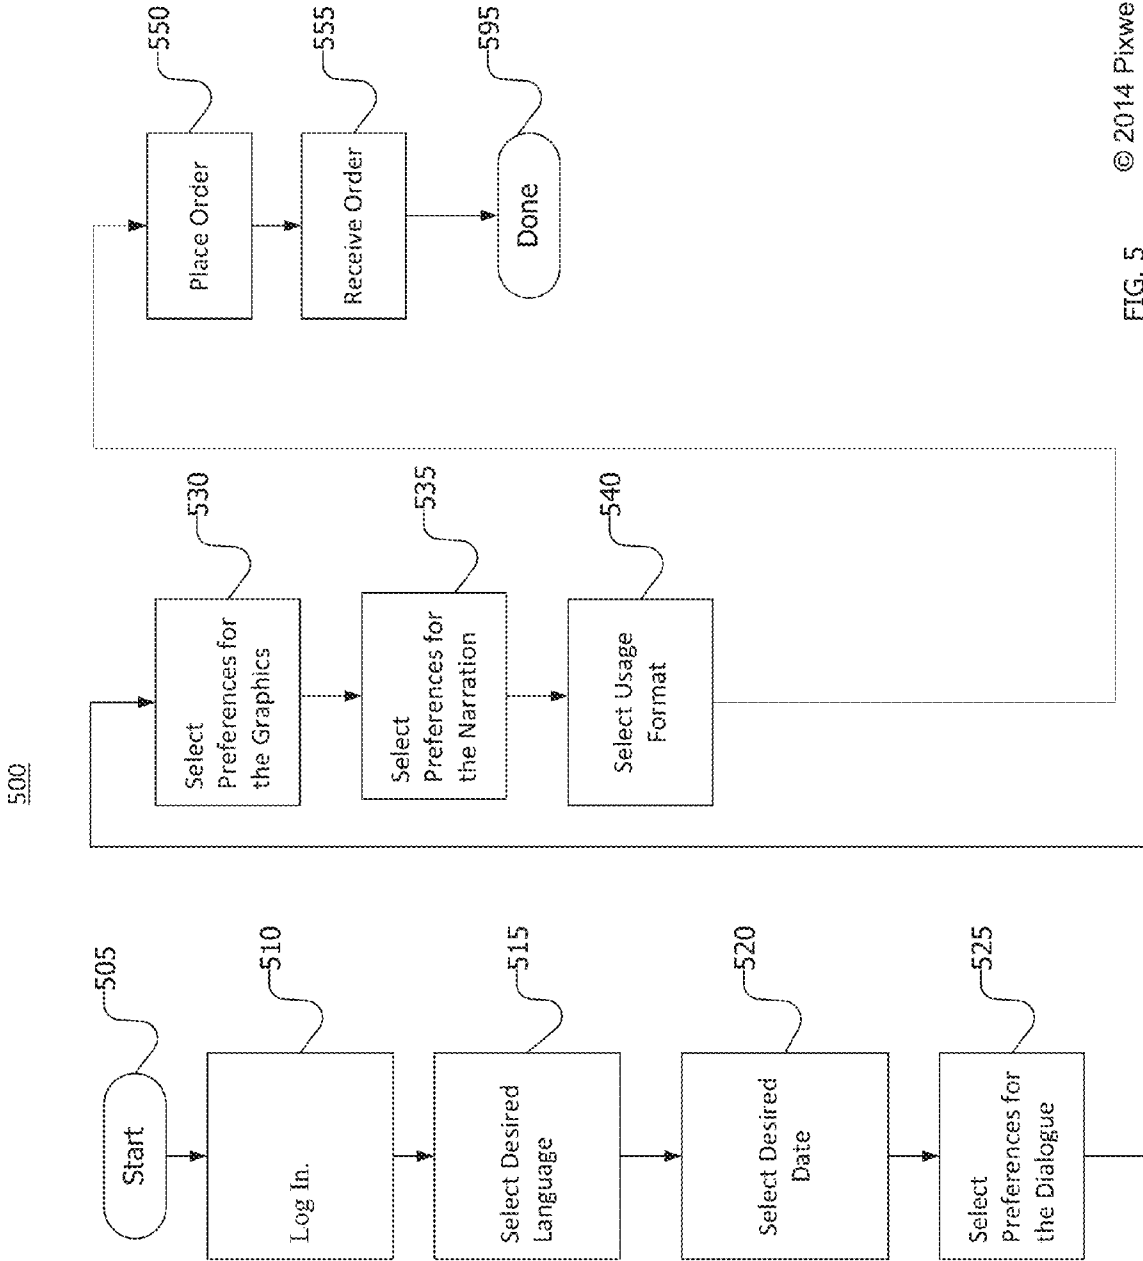 500
Start
505
Log In.
510
Select Desired
Language
515
Select Desired
Date
520
Select
Preferences for
the Dialogue
525
Select
Preferences for
the Graphics
530
Select
Preferences for
the Narration
535
Select Usage
Format
540
Place Order
550
Receive Order
555
Done
595
FIG. 5
© 2014 Pixwe